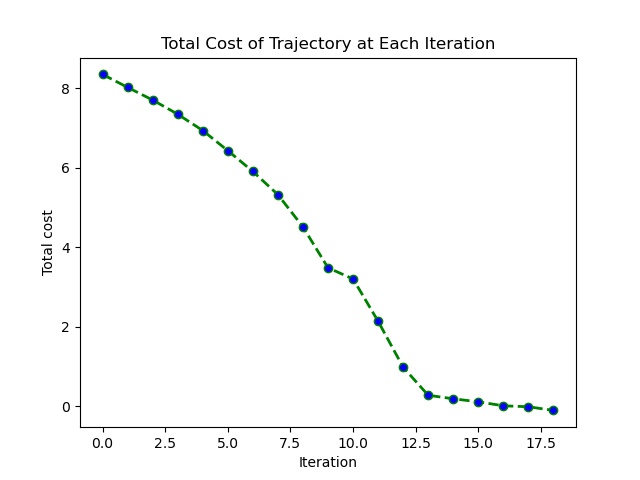 Total Cost of Trajectory at Each Iteration
Total cost
8
6
4
2
0
0.0 2.5 5.0 7.5 10.0 12.5 15.0 17.5
Iteration